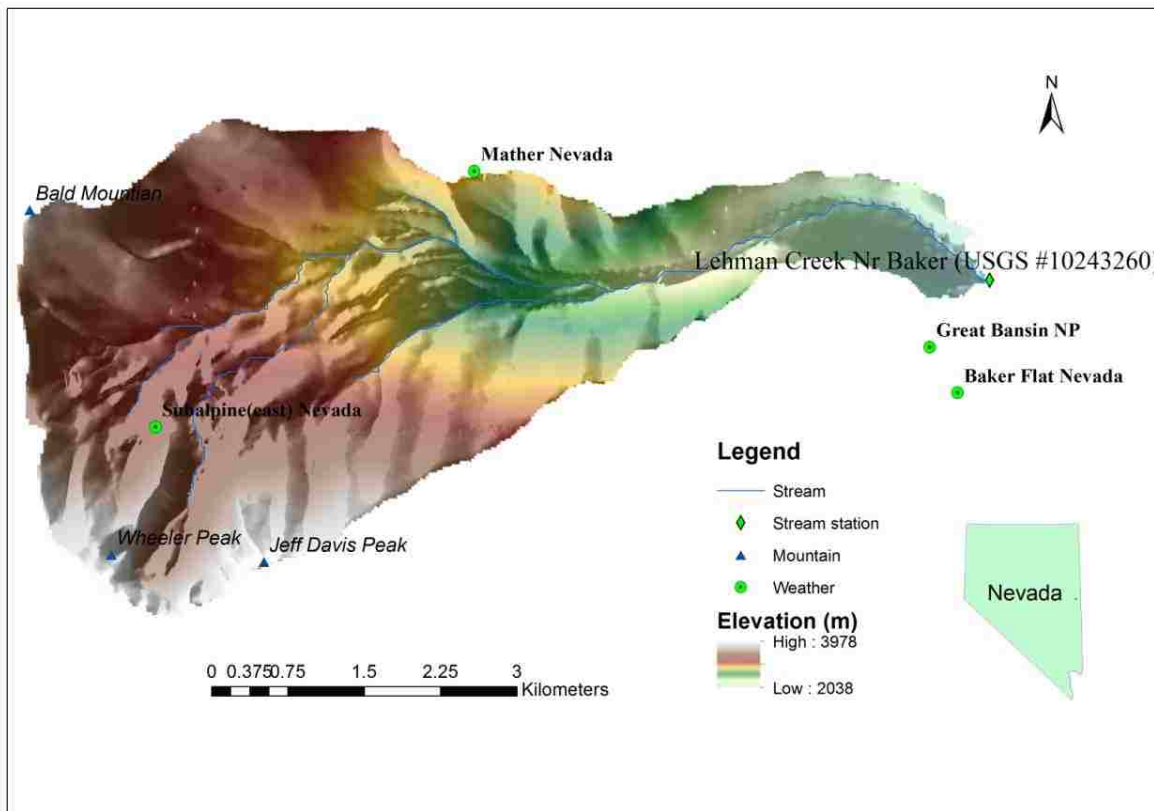 N
Mather Nevada
Bald Mountian
Lehman Creek Nr Baker (USGS #10243260)
Great Bansin NP
Baker Flat Nevada
Subalpine(east) Nevada
Wheeler Peak
Jeff Davis Peak
Legend
Stream
Stream station
Mountain
Weather
Elevation (m)
High : 3978
Low : 2038
Nevada
0 0.375 0.75 1.5 2.25 3
Kilometers